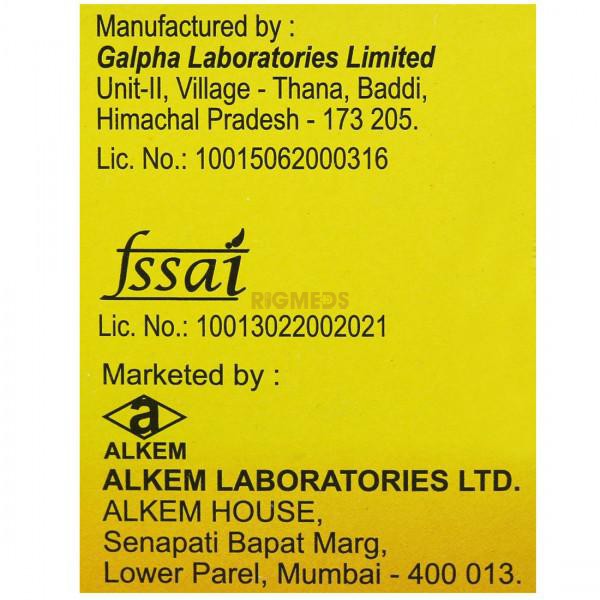 Manufactured by :
Galpha Laboratories Limited
Unit-II, Village - Thana, Baddi,
Himachal Pradesh - 173 205.
Lic. No.: 10015062000316
fssai
RIGMEDS
Lic. No.: 10013022002021
Marketed by :
a
ALKEM
ALKEM LABORATORIES LTD.
ALKEM HOUSE,
Senapati Bapat Marg,
Lower Parel, Mumbai - 400 013.